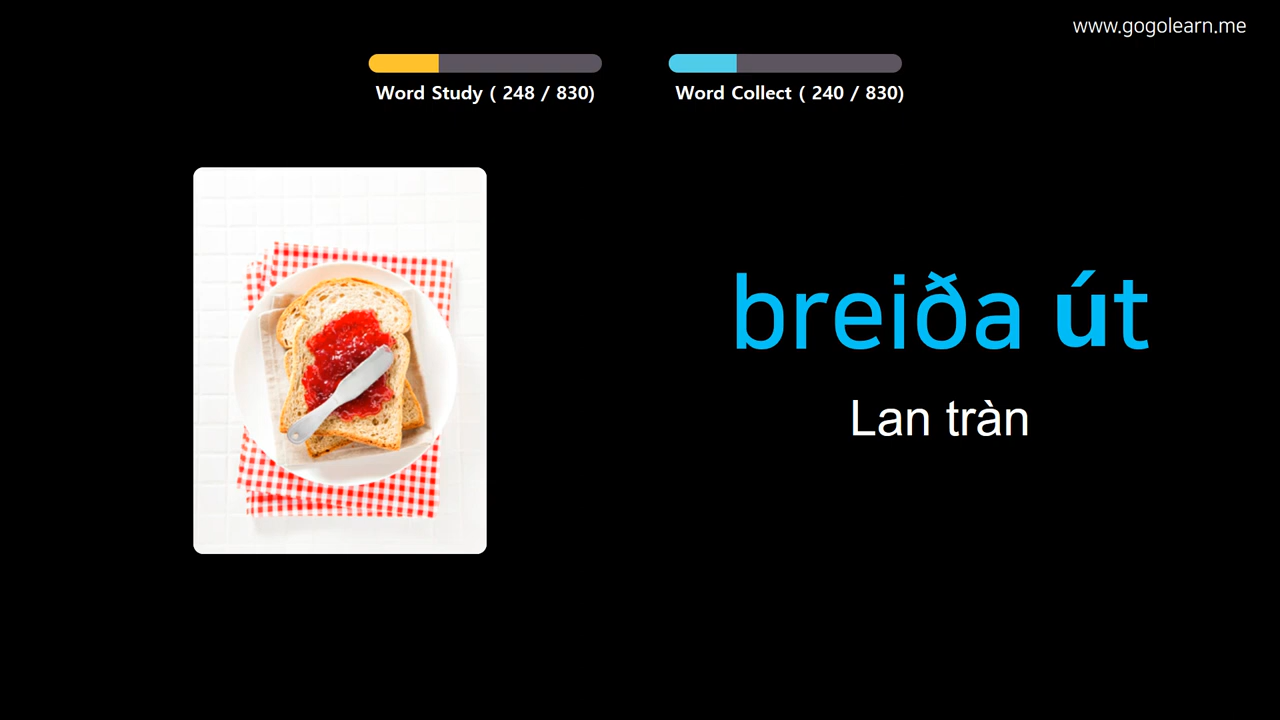 www.gogolearn.me
Word Study ( 248 / 830)
Word Collect ( 240 / 830)
breiða út
Lan tràn